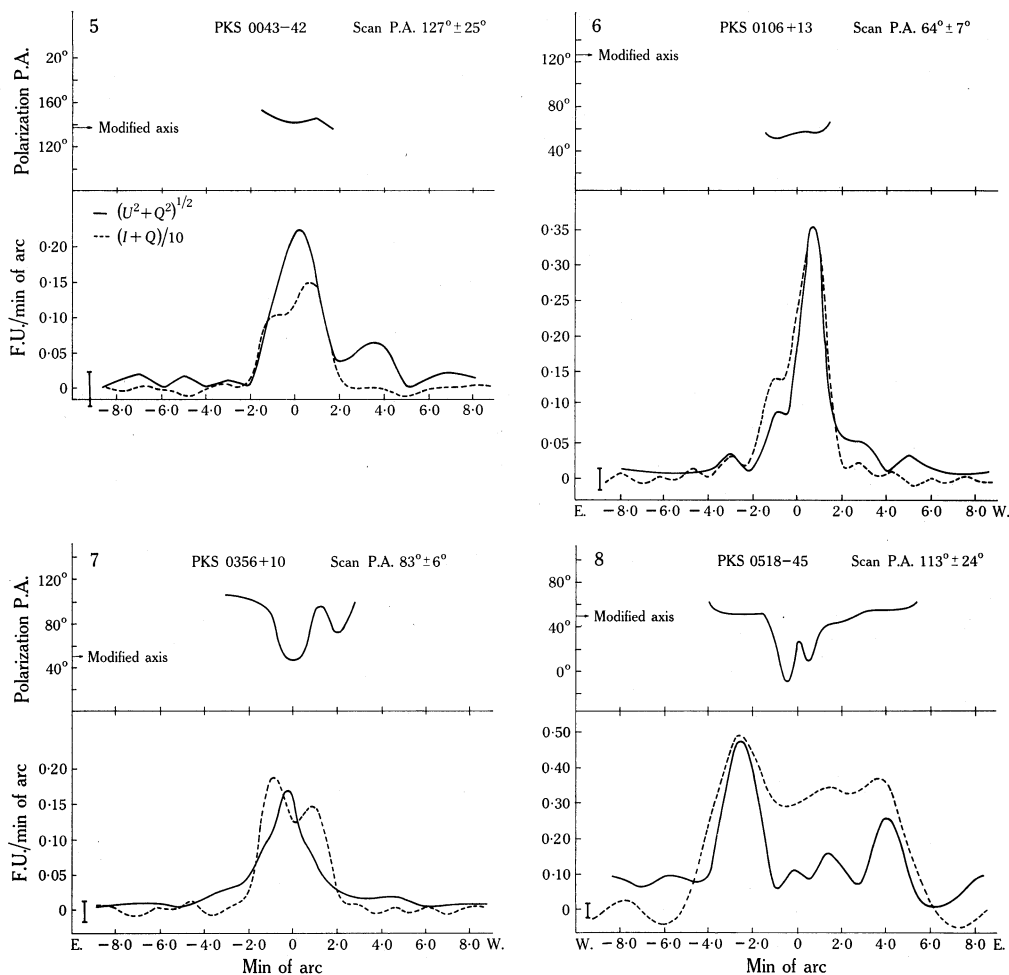 5 PKS 0043−42 Scan P.A. 127°±25°
Polarization P.A.
20°
160°
120°
Modified axis
— (U²+Q²)^1/2
--- (I+Q)/10
F.U./min of arc
0·20
0·15
0·10
0·05
0
−8·0 −6·0 −4·0 −2·0 0 2·0 4·0 6·0 8·0
6 PKS 0106+13 Scan P.A. 64°±7°
120°
80°
40°
Modified axis
0·35
0·30
0·25
0·20
0·15
0·10
0·05
0
E. −8·0 −6·0 −4·0 −2·0 0 2·0 4·0 6·0 8·0 W.
7 PKS 0356+10 Scan P.A. 83°±6°
Polarization P.A.
120°
80°
40°
Modified axis
F.U./min of arc
0·20
0·15
0·10
0·05
0
E. −8·0 −6·0 −4·0 −2·0 0 2·0 4·0 6·0 8·0 W.
Min of arc
8 PKS 0518−45 Scan P.A. 113°±24°
80°
40°
0°
Modified axis
0·50
0·40
0·30
0·20
0·10
0
W. −8·0 −6·0 −4·0 −2·0 0 2·0 4·0 6·0 8·0 E.
Min of arc